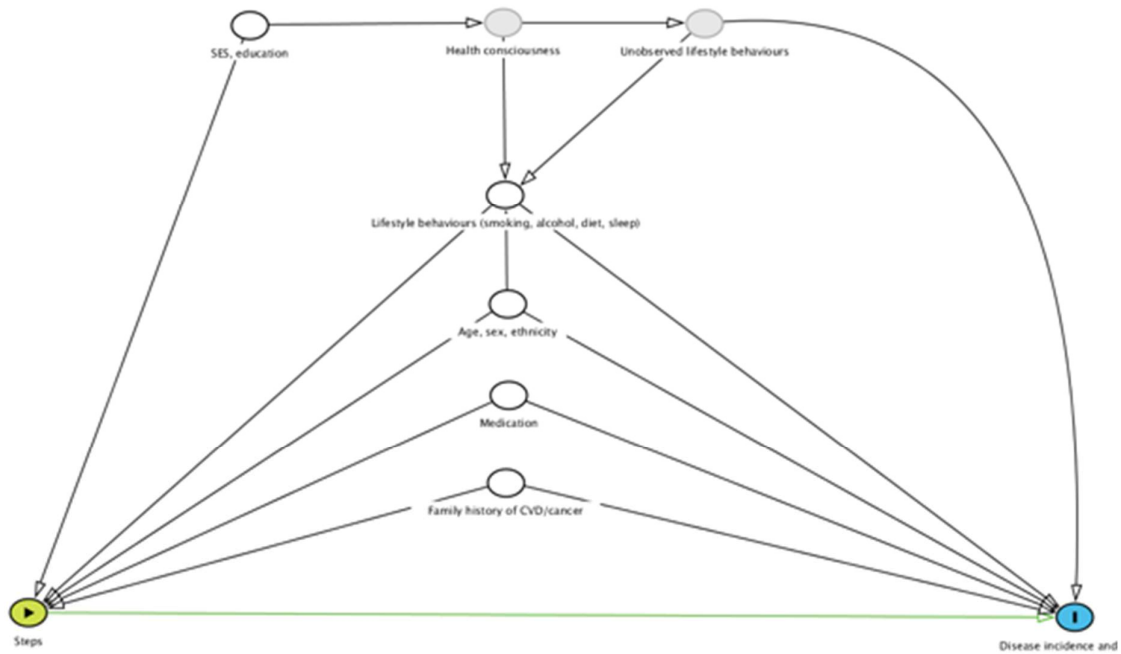 SES, education
Health consciousness
Unobserved lifestyle behaviours
Lifestyle behaviours (smoking, alcohol, diet, sleep)
Age, sex, ethnicity
Medication
Family history of CVD/cancer
Steps
Disease incidence and